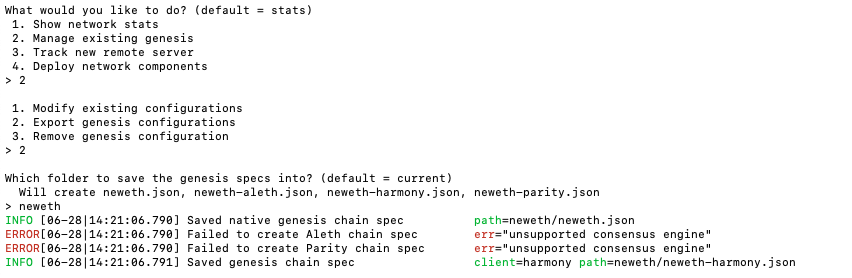 What would you like to do? (default = stats)
 1. Show network stats
 2. Manage existing genesis
 3. Track new remote server
 4. Deploy network components
> 2

 1. Modify existing configurations
 2. Export genesis configurations
 3. Remove genesis configuration
> 2

Which folder to save the genesis specs into? (default = current)
  Will create neweth.json, neweth-aleth.json, neweth-harmony.json, neweth-parity.json
> neweth
INFO [06-28|14:21:06.790] Saved native genesis chain spec          path=neweth/neweth.json
ERROR[06-28|14:21:06.790] Failed to create Aleth chain spec        err="unsupported consensus engine"
ERROR[06-28|14:21:06.790] Failed to create Parity chain spec       err="unsupported consensus engine"
INFO [06-28|14:21:06.791] Saved genesis chain spec                 client=harmony path=neweth/neweth-harmony.json